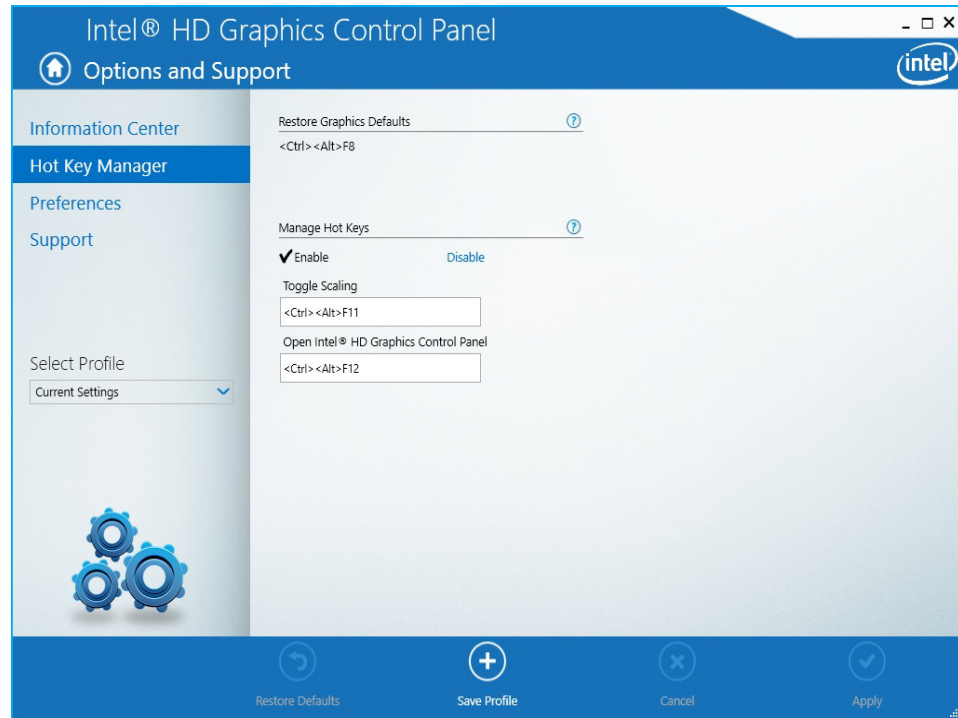 Intel® HD Graphics Control Panel
Options and Support
intel
Information Center
Hot Key Manager
Preferences
Support
Select Profile
Current Settings
Restore Graphics Defaults ?
<Ctrl><Alt>F8
Manage Hot Keys ?
Enable Disable
Toggle Scaling
<Ctrl><Alt>F11
Open Intel® HD Graphics Control Panel
<Ctrl><Alt>F12
Restore Defaults Save Profile Cancel Apply